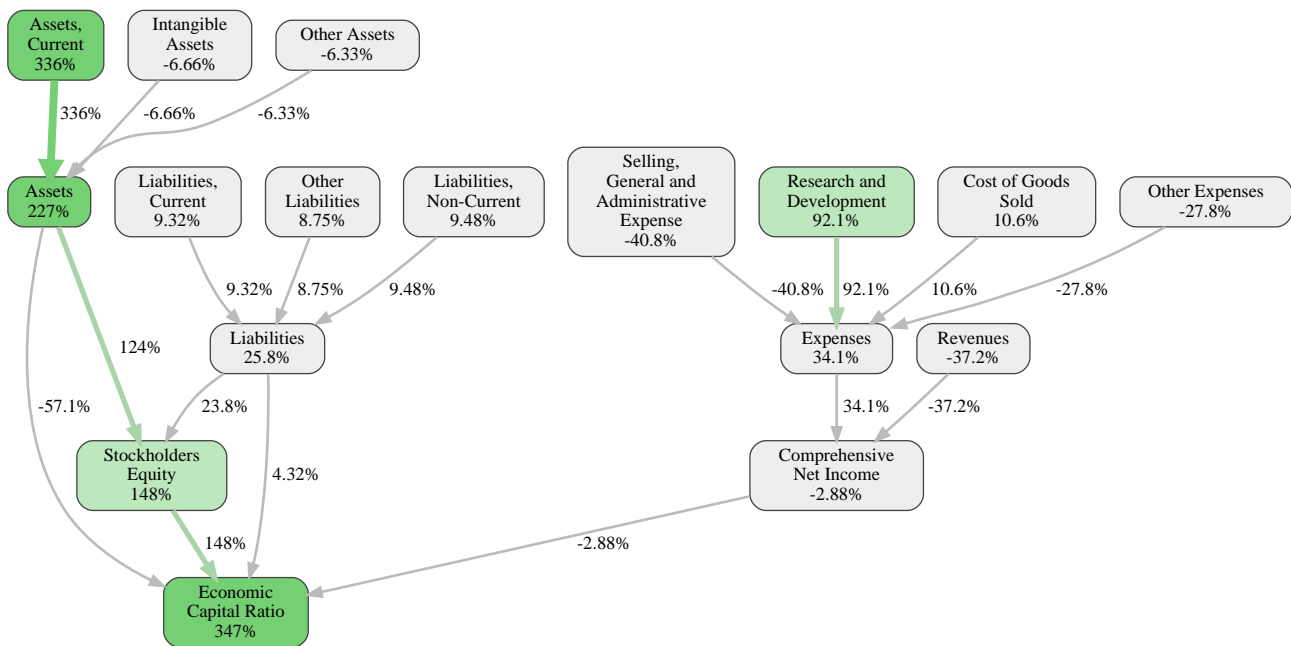 Assets,
Current
336%
Intangible
Assets
-6.66%
Other Assets
-6.33%
336%
-6.66%
-6.33%
Assets
227%
Liabilities,
Current
9.32%
Other
Liabilities
8.75%
Liabilities,
Non-Current
9.48%
Selling,
General and
Administrative
Expense
-40.8%
Research and
Development
92.1%
Cost of Goods
Sold
10.6%
Other Expenses
-27.8%
9.32%
8.75%
9.48%
-40.8%
92.1%
10.6%
-27.8%
124%
Liabilities
25.8%
Expenses
34.1%
Revenues
-37.2%
-57.1%
23.8%
34.1%
-37.2%
Stockholders
Equity
148%
4.32%
Comprehensive
Net Income
-2.88%
148%
-2.88%
Economic
Capital Ratio
347%